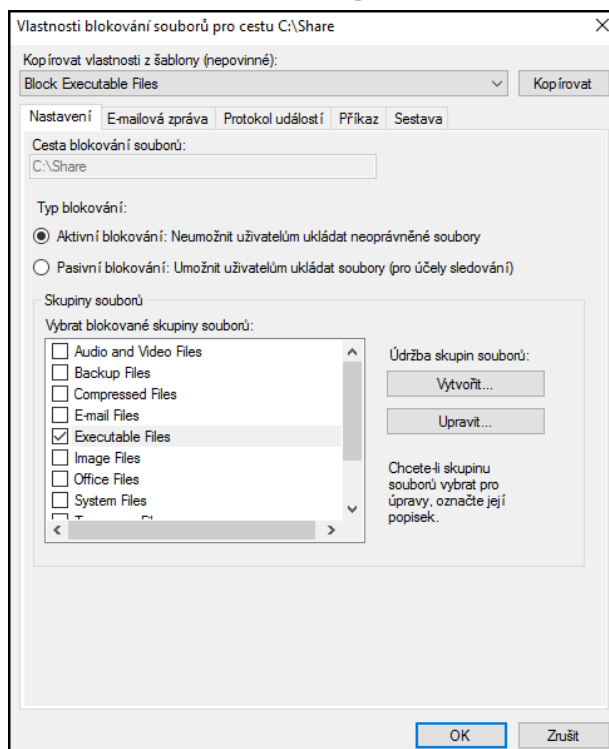 Vlastnosti blokování souborů pro cestu C:\Share
Kopírovat vlastnosti z šablony (nepovinné):
Block Executable Files
Kopírovat
Nastavení E-mailová zpráva Protokol událostí Příkaz Sestava
Cesta blokování souborů:
C:\Share
Typ blokování:
Aktivní blokování: Neumožnit uživatelům ukládat neoprávněné soubory
Pasivní blokování: Umožnit uživatelům ukládat soubory (pro účely sledování)
Skupiny souborů
Vybrat blokované skupiny souborů:
Audio and Video Files
Backup Files
Compressed Files
E-mail Files
Executable Files
Image Files
Office Files
System Files
Údržba skupin souborů:
Vytvořit...
Upravit...
Chcete-li skupinu
souborů vybrat pro
úpravy, označte její
popisek.
OK
Zrušit